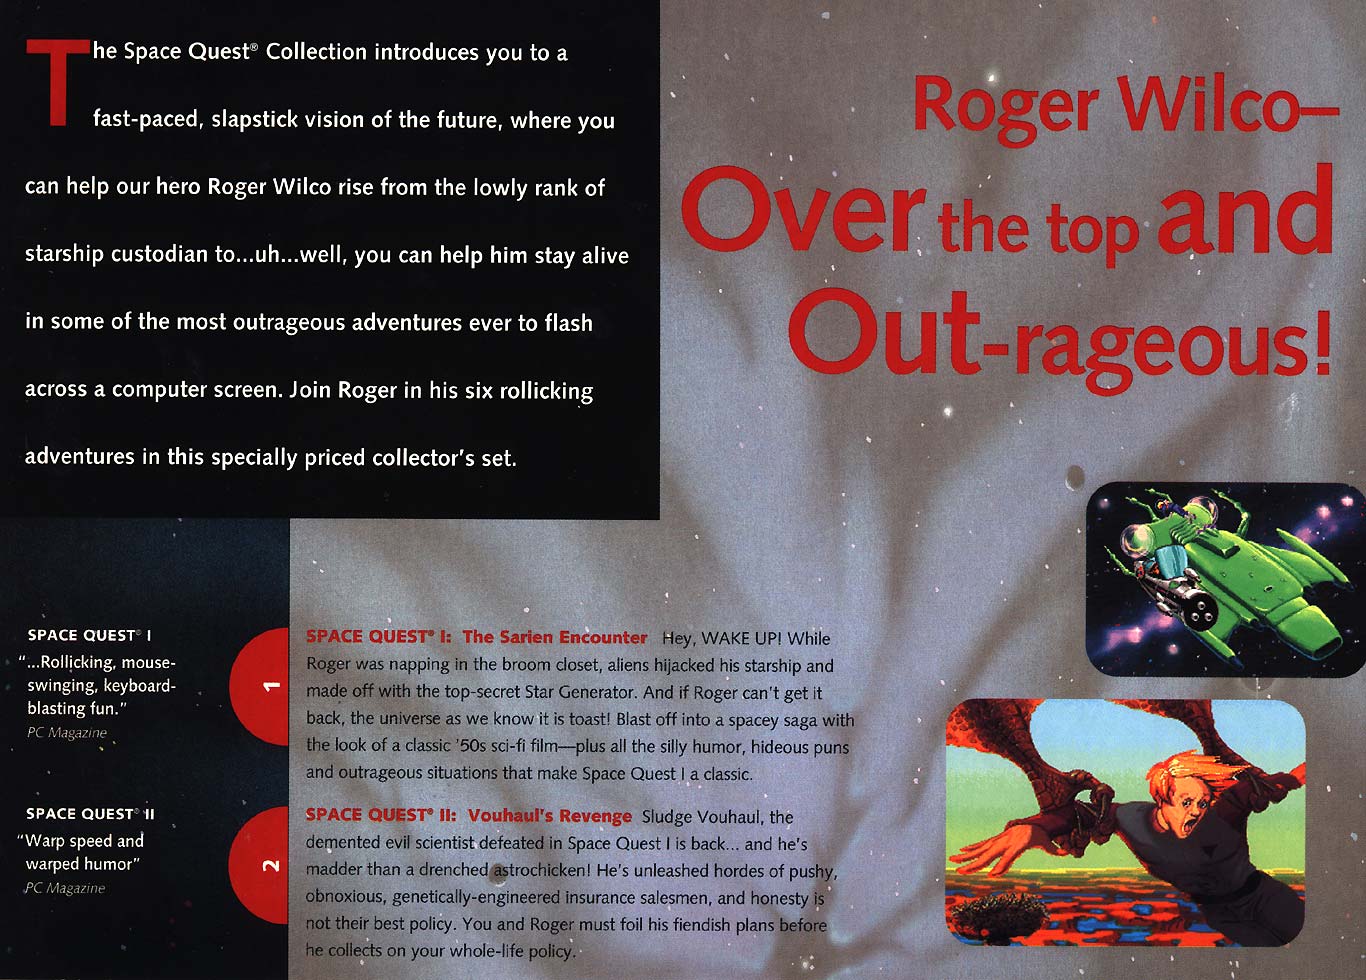 The Space Quest® Collection introduces you to a
fast-paced, slapstick vision of the future, where you
can help our hero Roger Wilco rise from the lowly rank of
starship custodian to...uh...well, you can help him stay alive
in some of the most outrageous adventures ever to flash
across a computer screen. Join Roger in his six rollicking
adventures in this specially priced collector's set.
Roger Wilco—
Over the top and
Out-rageous!
SPACE QUEST® I
"...Rollicking, mouse-
swinging, keyboard-
blasting fun."
PC Magazine
1
SPACE QUEST® I: The Sarien Encounter Hey, WAKE UP! While
Roger was napping in the broom closet, aliens hijacked his starship and
made off with the top-secret Star Generator. And if Roger can't get it
back, the universe as we know it is toast! Blast off into a spacey saga with
the look of a classic '50s sci-fi film—plus all the silly humor, hideous puns
and outrageous situations that make Space Quest I a classic.
SPACE QUEST® II
"Warp speed and
warped humor"
PC Magazine
2
SPACE QUEST® II: Vouhaul's Revenge Sludge Vouhaul, the
demented evil scientist defeated in Space Quest I is back... and he's
madder than a drenched astrochicken! He's unleashed hordes of pushy,
obnoxious, genetically-engineered insurance salesmen, and honesty is
not their best policy. You and Roger must foil his fiendish plans before
he collects on your whole-life policy.